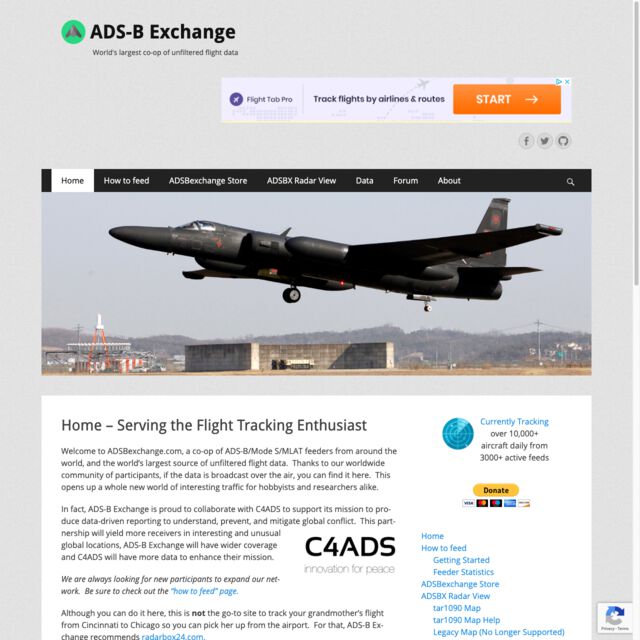 ADS-B Exchange
World's largest co-op of unfiltered flight data
Flight Tab Pro
Track flights by airlines & routes
START
Home
How to feed
ADSBexchange Store
ADSBX Radar View
Data
Forum
About
Home – Serving the Flight Tracking Enthusiast
Welcome to ADSBexchange.com, a co-op of ADS-B/Mode S/MLAT feeders from around the
world, and the world's largest source of unfiltered flight data.  Thanks to our worldwide
community of participants, if the data is broadcast over the air, you can find it here.  This
opens up a whole new world of interesting traffic for hobbyists and researchers alike.
In fact, ADS-B Exchange is proud to collaborate with C4ADS to support its mission to pro-
duce data-driven reporting to understand, prevent, and mitigate global conflict.  This part-
nership will yield more receivers in interesting and unusual
global locations, ADS-B Exchange will have wider coverage
and C4ADS will have more data to enhance their mission.
C4ADS
innovation for peace
We are always looking for new participants to expand our net-
work.  Be sure to check out the "how to feed" page.
Although you can do it here, this is not the go-to site to track your grandmother's flight
from Cincinnati to Chicago so you can pick her up from the airport.  For that, ADS-B Ex-
change recommends radarbox24.com.
Currently Tracking
over 10,000+
aircraft daily from
3000+ active feeds
Donate
VISA
Home
How to feed
Getting Started
Feeder Statistics
ADSBexchange Store
ADSBX Radar View
tar1090 Map
tar1090 Map Help
Legacy Map (No Longer Supported)
Privacy - Terms